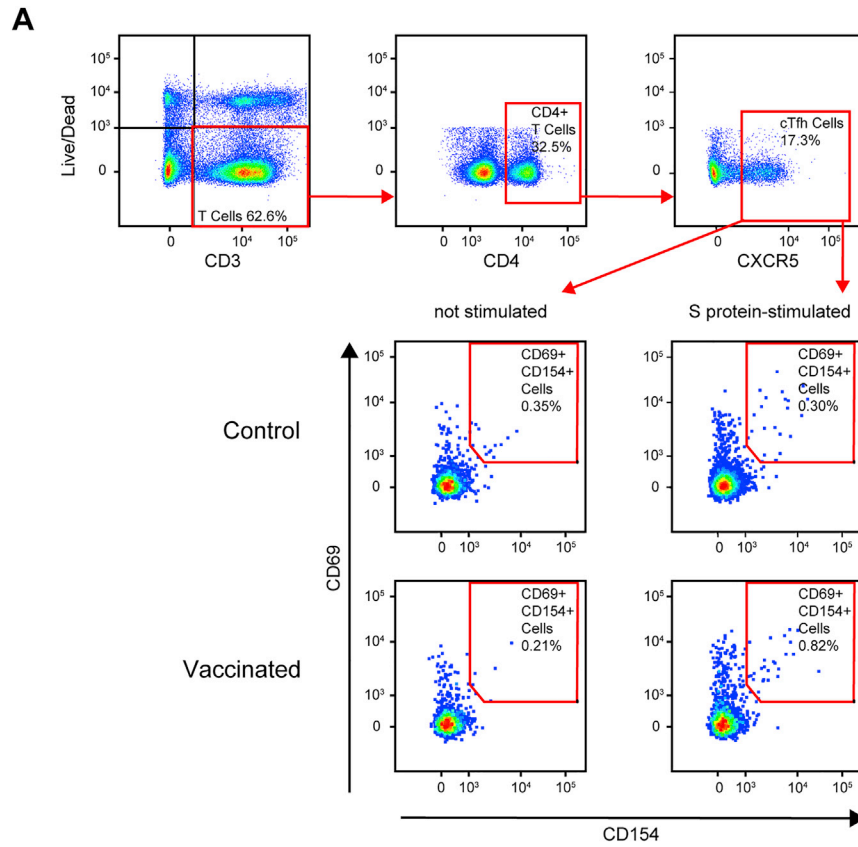 A
Live/Dead
10⁵
10⁴
10³
0
T Cells 62.6%
0
10⁴
10⁵
CD3
10⁵
10⁴
10³
0
CD4+
T Cells
32.5%
0
10³
10⁴
10⁵
CD4
10⁵
10⁴
10³
0
cTfh Cells
17.3%
0
10⁴
10⁵
CXCR5
not stimulated
S protein-stimulated
Control
10⁵
10⁴
10³
0
CD69+
CD154+
Cells
0.35%
0
10³
10⁴
10⁵
10⁵
10⁴
10³
0
CD69+
CD154+
Cells
0.30%
0
10³
10⁴
10⁵
CD69
Vaccinated
10⁵
10⁴
10³
0
CD69+
CD154+
Cells
0.21%
0
10³
10⁴
10⁵
10⁵
10⁴
10³
0
CD69+
CD154+
Cells
0.82%
0
10³
10⁴
10⁵
CD154